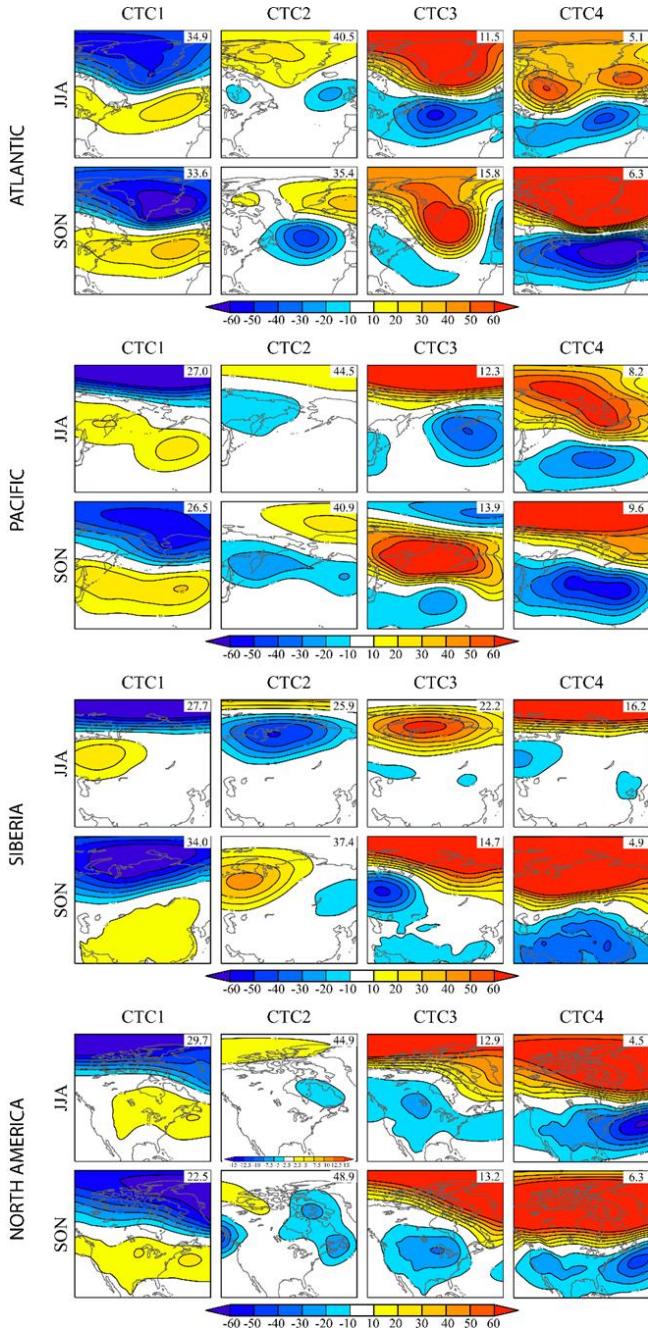 CTC1 CTC2 CTC3 CTC4
ATLANTIC
JJA
34.9 40.5 11.5 5.1
SON
33.6 35.4 15.8 6.3
-60 -50 -40 -30 -20 -10 10 20 30 40 50 60
CTC1 CTC2 CTC3 CTC4
PACIFIC
JJA
27.0 44.5 12.3 8.2
SON
26.5 40.9 13.9 9.6
-60 -50 -40 -30 -20 -10 10 20 30 40 50 60
CTC1 CTC2 CTC3 CTC4
SIBERIA
JJA
27.7 25.9 22.2 16.2
SON
34.0 37.4 14.7 4.9
-60 -50 -40 -30 -20 -10 10 20 30 40 50 60
CTC1 CTC2 CTC3 CTC4
NORTH AMERICA
JJA
29.7 44.9 12.9 4.5
SON
22.5 48.9 13.2 6.3
-60 -50 -40 -30 -20 -10 10 20 30 40 50 60